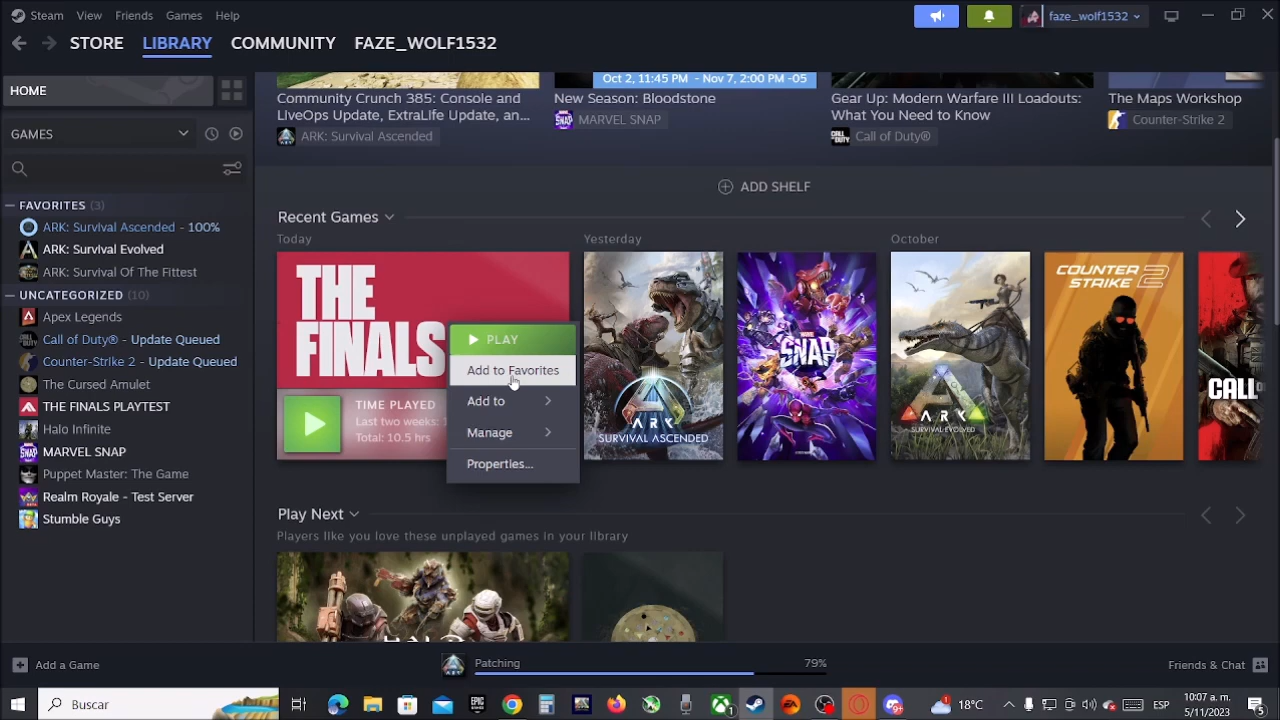 Steam View Friends Games Help
faze_wolf1532
STORE LIBRARY COMMUNITY FAZE_WOLF1532
HOME
GAMES
FAVORITES (3)
ARK: Survival Ascended - 100%
ARK: Survival Evolved
ARK: Survival Of The Fittest
UNCATEGORIZED (10)
Apex Legends
Call of Duty® - Update Queued
Counter-Strike 2 - Update Queued
The Cursed Amulet
THE FINALS PLAYTEST
Halo Infinite
MARVEL SNAP
Puppet Master: The Game
Realm Royale - Test Server
Stumble Guys
Oct 2, 11:45 PM - Nov 7, 2:00 PM -05
Community Crunch 385: Console and
LiveOps Update, ExtraLife Update, an...
ARK: Survival Ascended
New Season: Bloodstone
MARVEL SNAP
Gear Up: Modern Warfare III Loadouts:
What You Need to Know
Call of Duty®
The Maps Workshop
Counter-Strike 2
ADD SHELF
Recent Games
Today
Yesterday
October
THE
FINALS
TIME PLAYED
Last two weeks: 1
Total: 10.5 hrs
PLAY
Add to Favorites
Add to
Manage
Properties...
ARK
SURVIVAL ASCENDED
MARVEL
SNAP
ARK
SURVIVAL EVOLVED
COUNTER
STRIKE 2
CALL
Play Next
Players like you love these unplayed games in your library
Add a Game
Patching
79%
Friends & Chat
Buscar
EPIC
GAMES
EA
1
18°C
ESP
10:07 a. m.
5/11/2023
5